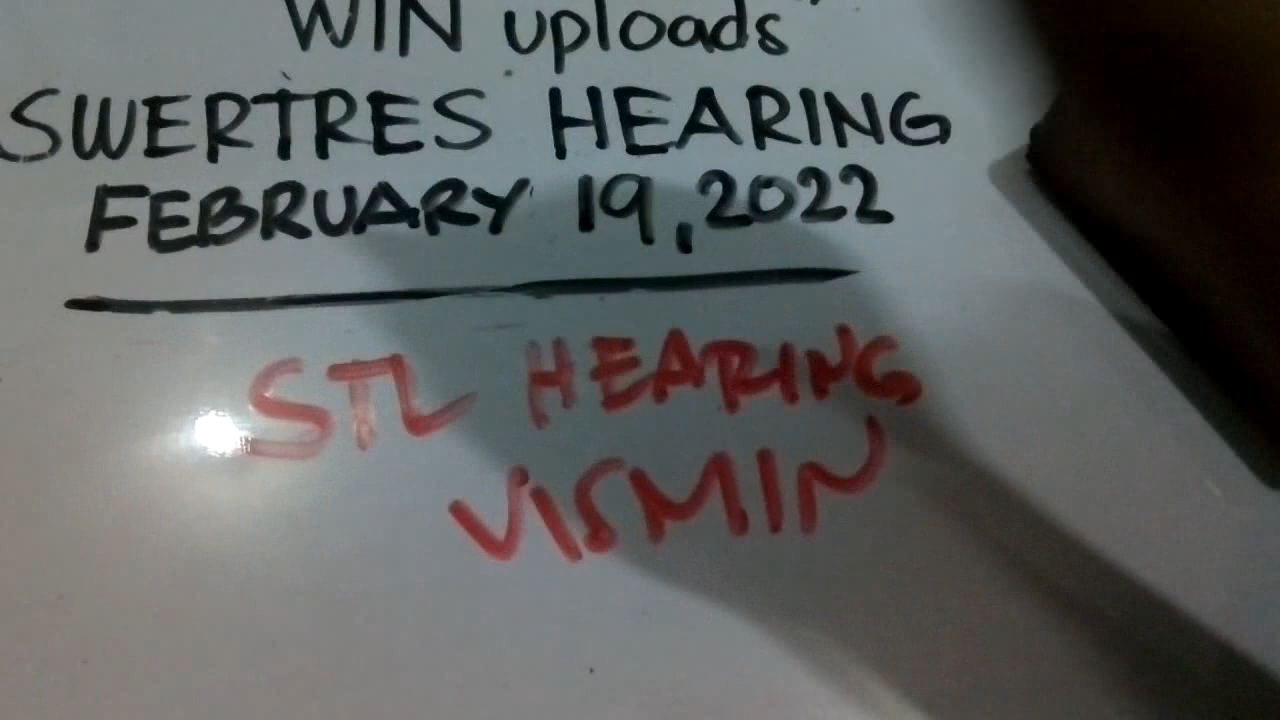 WIN uploads"
SWERTRES HEARING
FEBRUARY 19,2022
STL HEARING
VISMIN